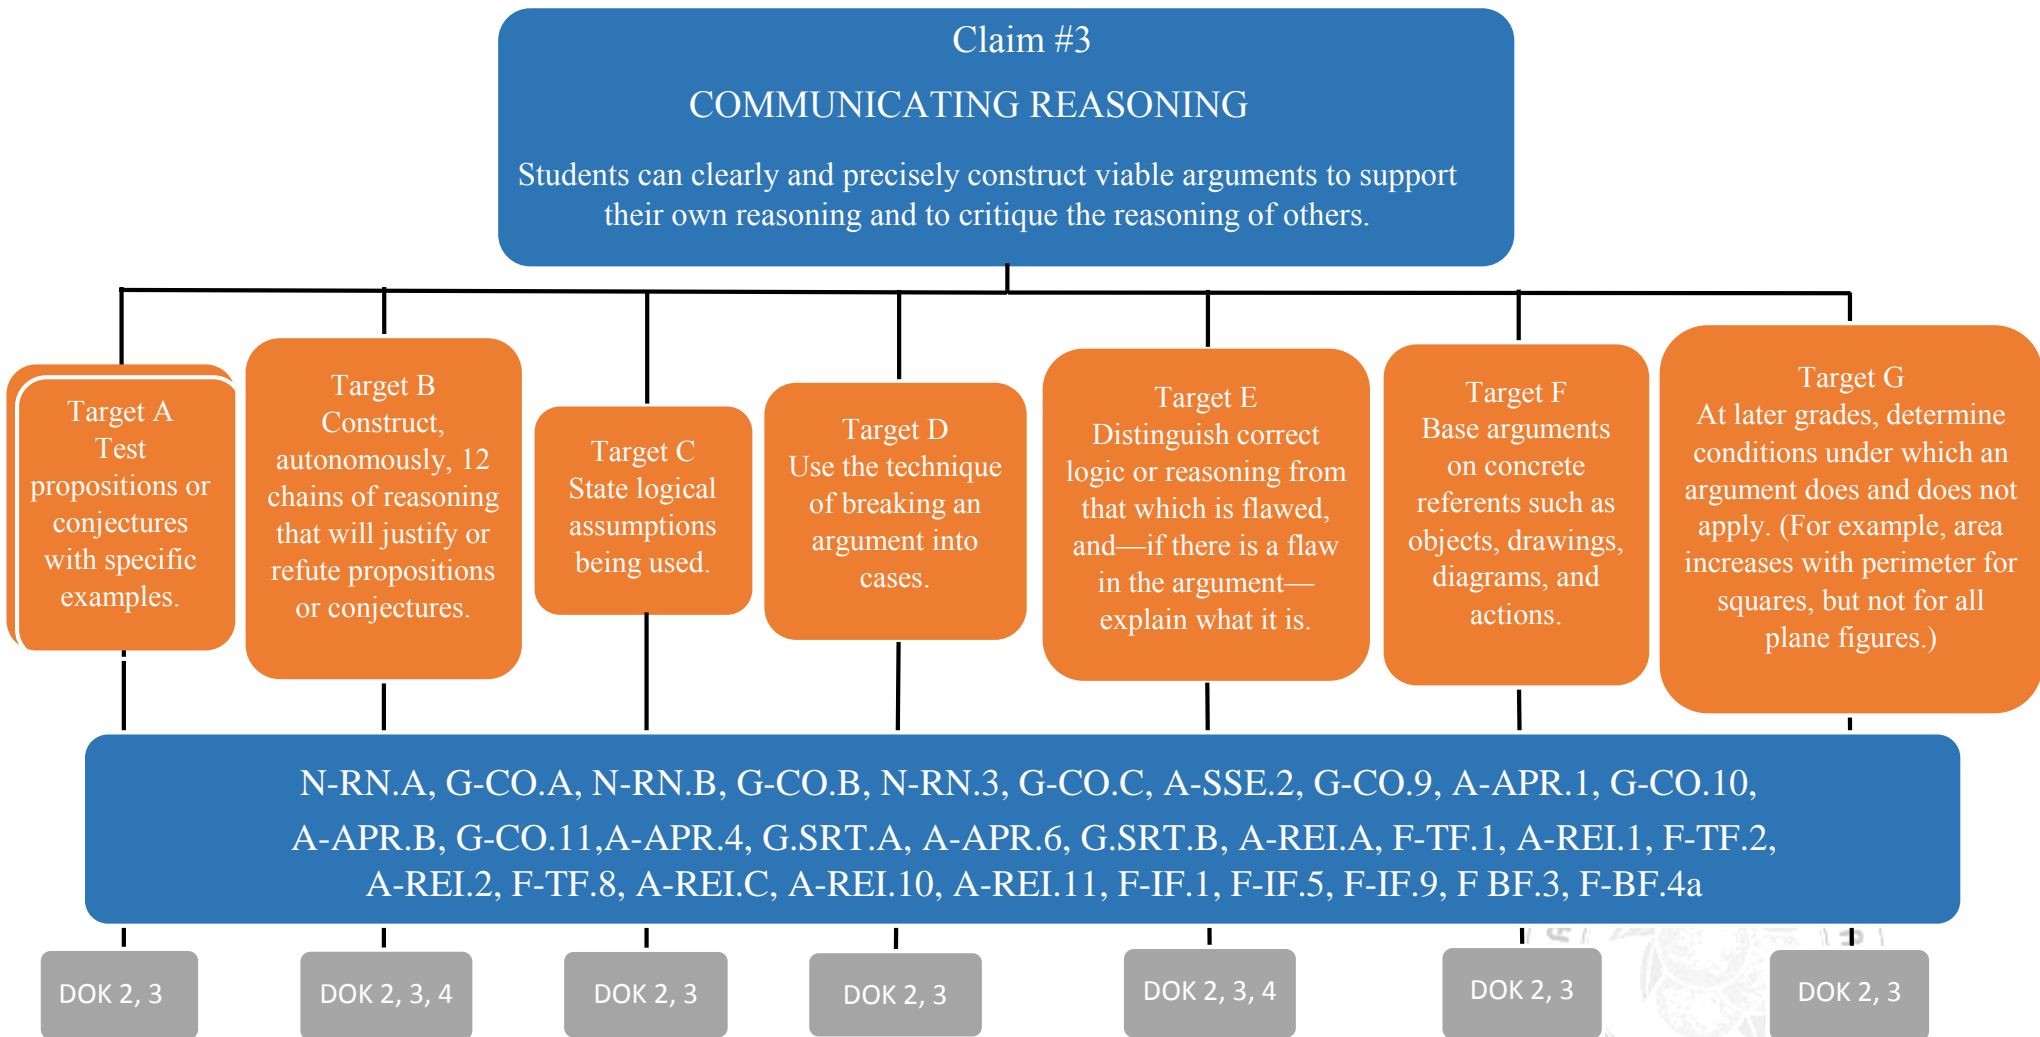 Claim #3
COMMUNICATING REASONING
Students can clearly and precisely construct viable arguments to support
their own reasoning and to critique the reasoning of others.
Target A
Test
propositions or
conjectures
with specific
examples.
Target B
Construct,
autonomously, 12
chains of reasoning
that will justify or
refute propositions
or conjectures.
Target C
State logical
assumptions
being used.
Target D
Use the technique
of breaking an
argument into
cases.
Target E
Distinguish correct
logic or reasoning from
that which is flawed,
and—if there is a flaw
in the argument—
explain what it is.
Target F
Base arguments
on concrete
referents such as
objects, drawings,
diagrams, and
actions.
Target G
At later grades, determine
conditions under which an
argument does and does not
apply. (For example, area
increases with perimeter for
squares, but not for all
plane figures.)
N-RN.A, G-CO.A, N-RN.B, G-CO.B, N-RN.3, G-CO.C, A-SSE.2, G-CO.9, A-APR.1, G-CO.10,
A-APR.B, G-CO.11,A-APR.4, G.SRT.A, A-APR.6, G.SRT.B, A-REI.A, F-TF.1, A-REI.1, F-TF.2,
A-REI.2, F-TF.8, A-REI.C, A-REI.10, A-REI.11, F-IF.1, F-IF.5, F-IF.9, F BF.3, F-BF.4a
DOK 2, 3
DOK 2, 3, 4
DOK 2, 3
DOK 2, 3
DOK 2, 3, 4
DOK 2, 3
DOK 2, 3